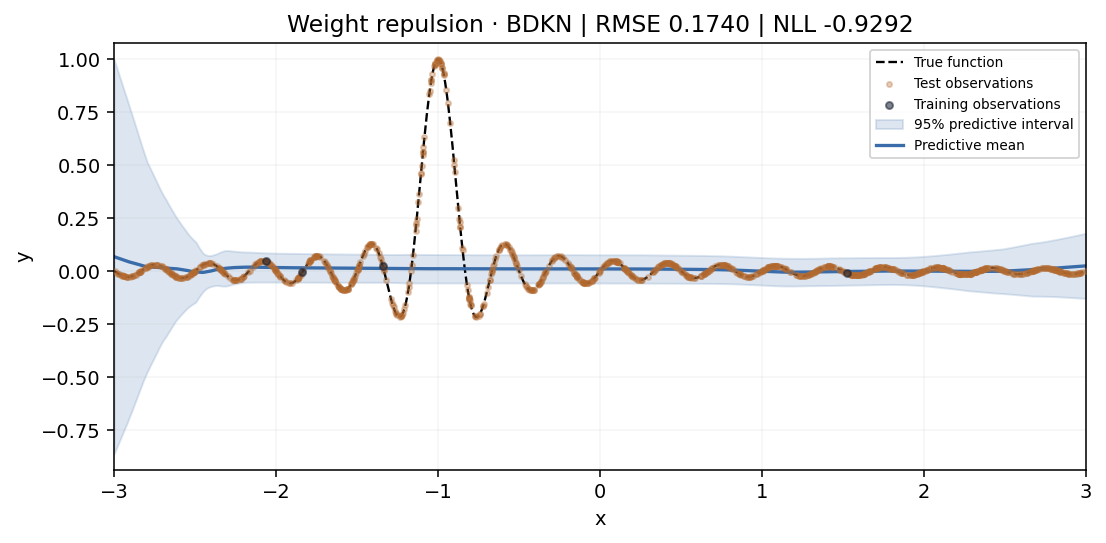 Weight repulsion · BDKN | RMSE 0.1740 | NLL -0.9292
True function
Test observations
Training observations
95% predictive interval
Predictive mean
1.00
0.75
0.50
0.25
0.00
−0.25
−0.50
−0.75
y
−3
−2
−1
0
1
2
3
x